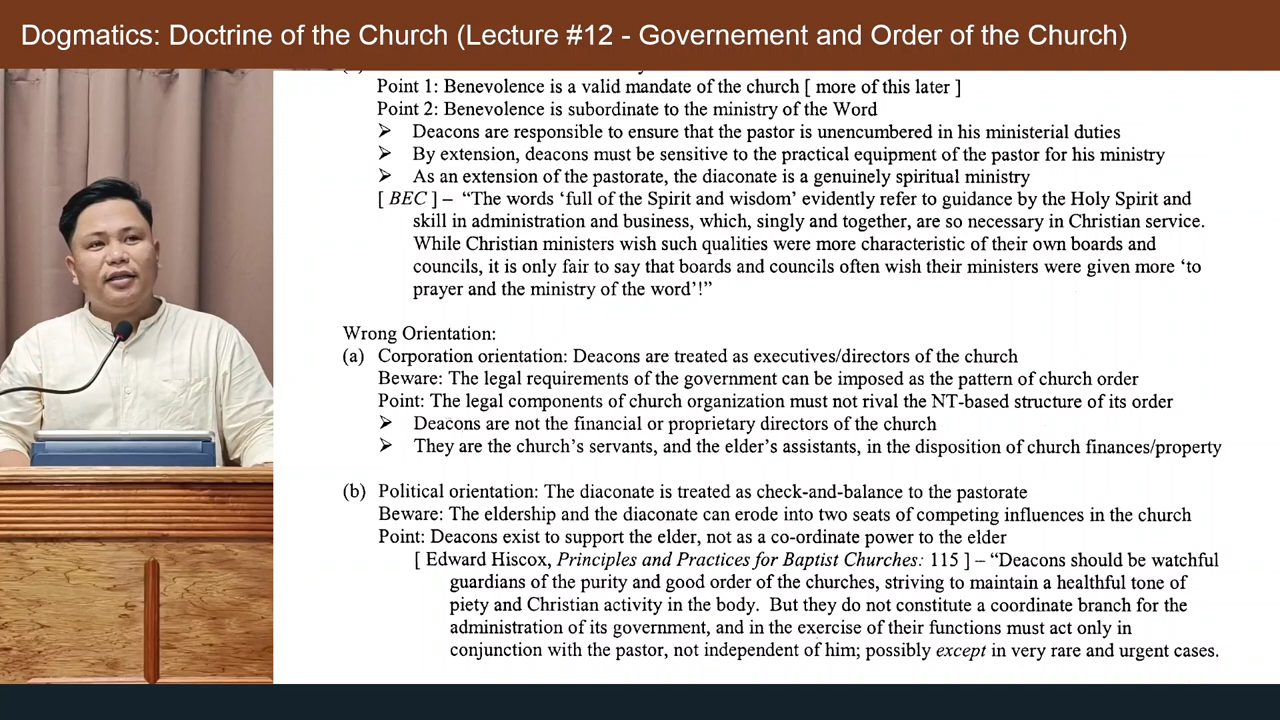 Dogmatics: Doctrine of the Church (Lecture #12 - Governement and Order of the Church)
Point 1: Benevolence is a valid mandate of the church [ more of this later ]
Point 2: Benevolence is subordinate to the ministry of the Word
➢ Deacons are responsible to ensure that the pastor is unencumbered in his ministerial duties
➢ By extension, deacons must be sensitive to the practical equipment of the pastor for his ministry
➢ As an extension of the pastorate, the diaconate is a genuinely spiritual ministry
[ BEC ] – “The words ‘full of the Spirit and wisdom’ evidently refer to guidance by the Holy Spirit and
skill in administration and business, which, singly and together, are so necessary in Christian service.
While Christian ministers wish such qualities were more characteristic of their own boards and
councils, it is only fair to say that boards and councils often wish their ministers were given more ‘to
prayer and the ministry of the word’!”
Wrong Orientation:
(a) Corporation orientation: Deacons are treated as executives/directors of the church
Beware: The legal requirements of the government can be imposed as the pattern of church order
Point: The legal components of church organization must not rival the NT-based structure of its order
➢ Deacons are not the financial or proprietary directors of the church
➢ They are the church’s servants, and the elder’s assistants, in the disposition of church finances/property
(b) Political orientation: The diaconate is treated as check-and-balance to the pastorate
Beware: The eldership and the diaconate can erode into two seats of competing influences in the church
Point: Deacons exist to support the elder, not as a co-ordinate power to the elder
[ Edward Hiscox, Principles and Practices for Baptist Churches: 115 ] – “Deacons should be watchful
guardians of the purity and good order of the churches, striving to maintain a healthful tone of
piety and Christian activity in the body. But they do not constitute a coordinate branch for the
administration of its government, and in the exercise of their functions must act only in
conjunction with the pastor, not independent of him; possibly except in very rare and urgent cases.